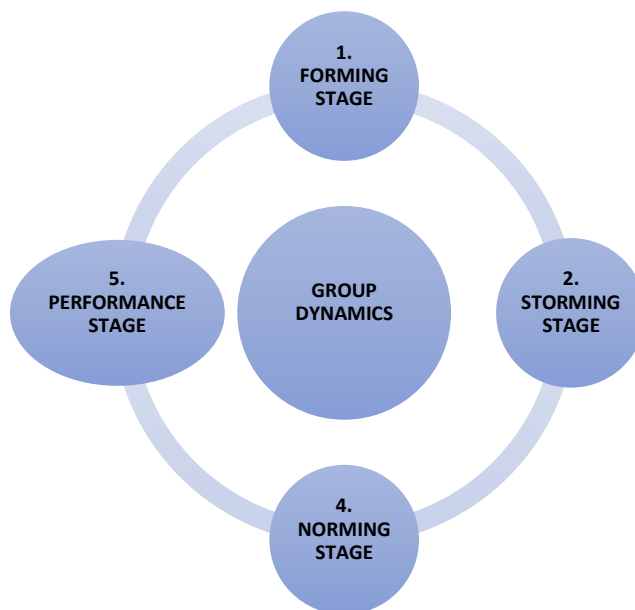 1.
FORMING
STAGE
2.
STORMING
STAGE
4.
NORMING
STAGE
5.
PERFORMANCE
STAGE
GROUP
DYNAMICS